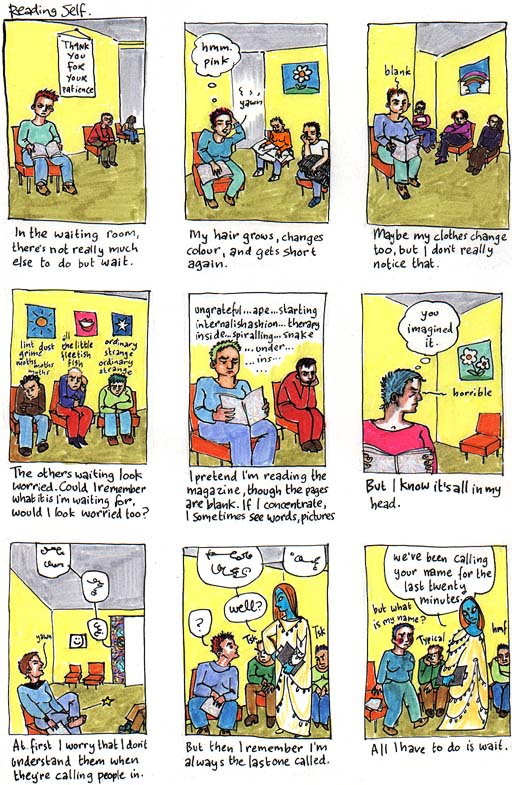 Reading Self.
THANK
YOU
FOR
YOUR
PATIENCE
In the waiting room,
there's not really much
else to do but wait.
hmm.
pink
yawn
My hair grows, changes
colour, and gets short
again.
blank
Maybe my clothes change
too, but I don't really
notice that.
lint dust
grime
moths moths
moths
all
the little
fleetish
fish
ordinary
strange
ordinary
strange
The others waiting look
worried. Could I remember
what it is I'm waiting for,
would I look worried too?
ungrateful...ape...starting
internalishashion...therapy
inside...spiralling...snake
...under...
...ins...
...
I pretend I'm reading the
magazine, though the pages
are blank. If I concentrate,
I sometimes see words, pictures
you
imagined
it.
horrible
But I know it's all in my
head.
yawn
At first I worry that I don't
understand them when
they're calling people in.
?
well?
Tsk
Tsk
But then I remember I'm
always the last one called.
we've been calling
your name for the
last twenty
minutes.
but what
is my name?
Typical
hmf
All I have to do is wait.